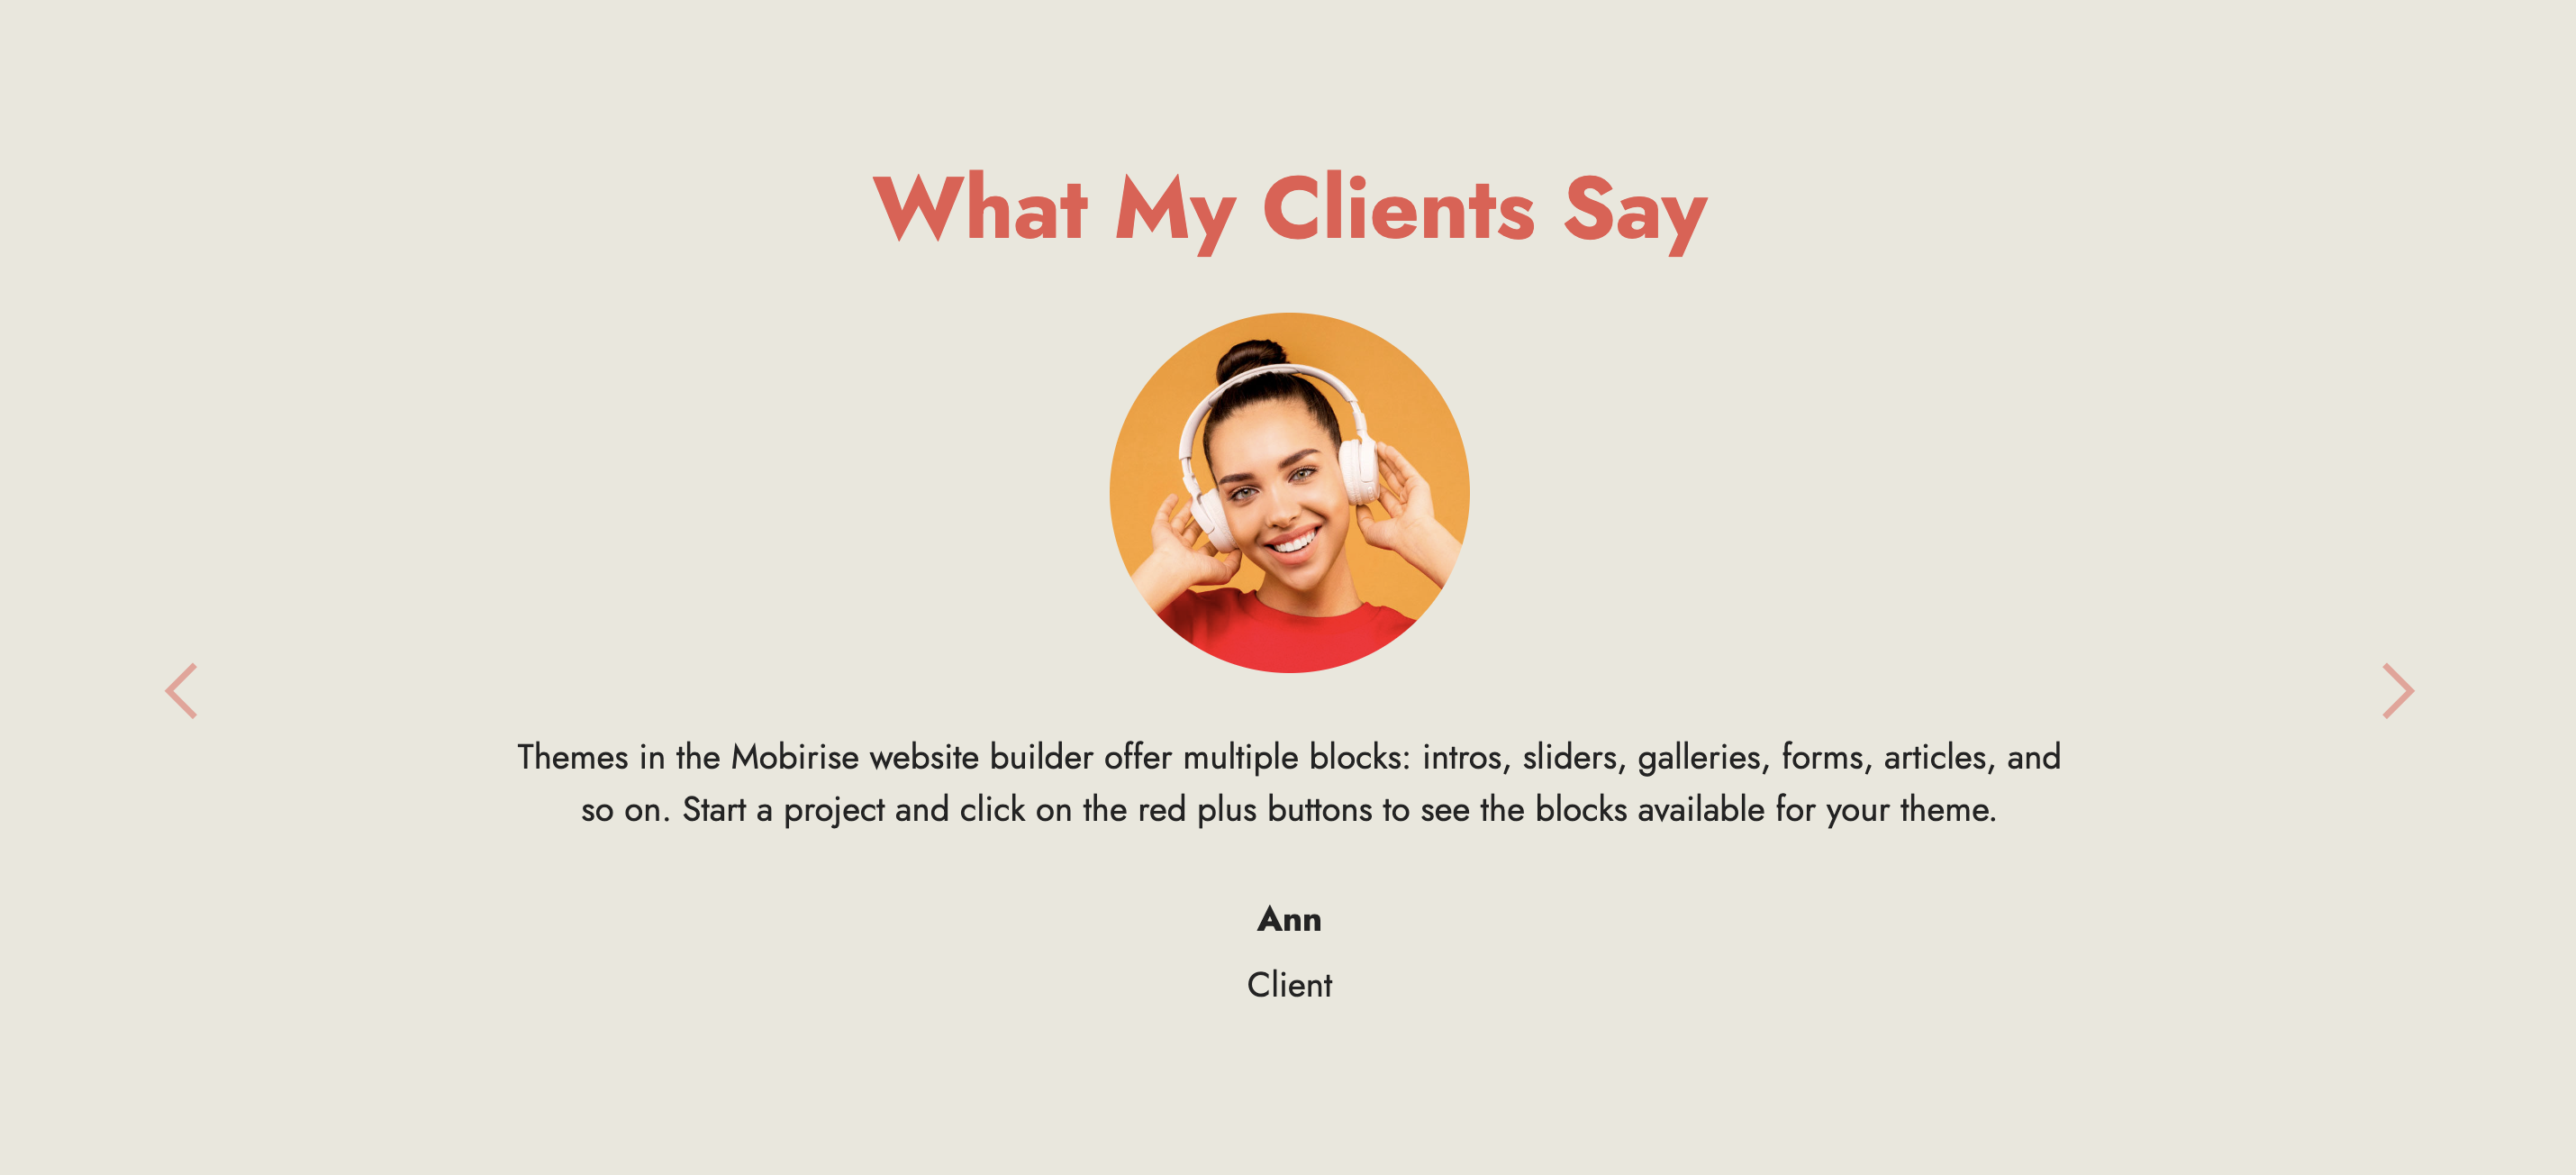 What My Clients Say
Themes in the Mobirise website builder offer multiple blocks: intros, sliders, galleries, forms, articles, and
so on. Start a project and click on the red plus buttons to see the blocks available for your theme.
Ann
Client